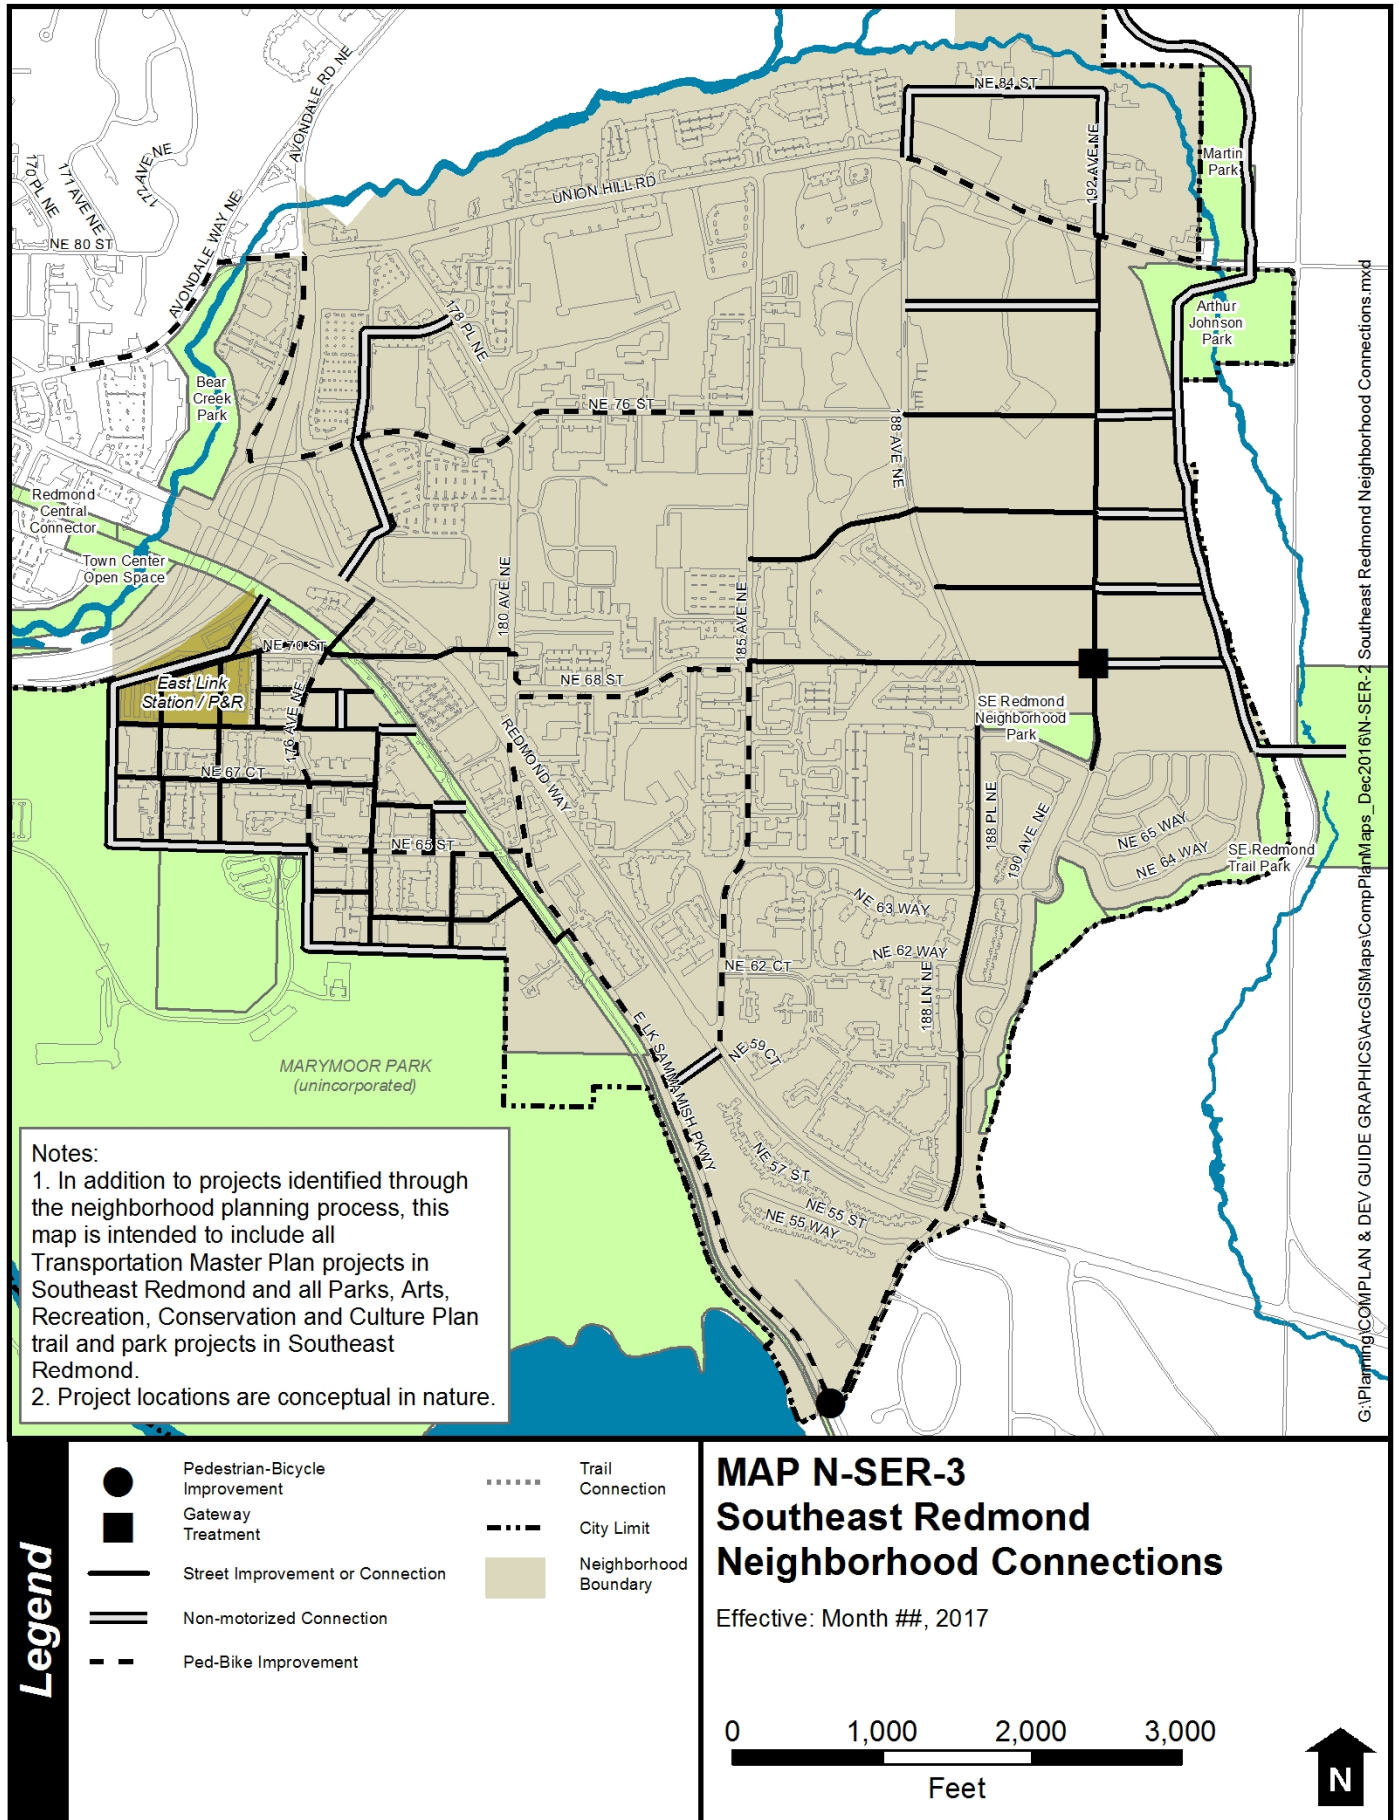 NE 84 ST
AVONDALE RD NE
192 AVE NE
Martin
Park
172 AVE NE
170 PL NE
171 AVE NE
UNION HILL RD
AVONDALE WAY NE
NE 80 ST
Arthur
Johnson
Park
178 PL NE
Bear
Creek
Park
NE 76 ST
188 AVE NE
Redmond
Central
Connector
Town Center
Open Space
180 AVE NE
185 AVE NE
NE 70 ST
East Link
Station / P&R
NE 68 ST
176 AVE NE
SE Redmond
Neighborhood
Park
REDMOND WAY
NE 67 CT
188 PL NE
190 AVE NE
NE 65 WAY
NE 64 WAY
SE Redmond
Trail Park
NE 65 ST
NE 63 WAY
NE 62 WAY
NE 62 CT
188 LN NE
E LK SAMMAMISH PKWY
NE 59 CT
MARYMOOR PARK
(unincorporated)
NE 57 ST
NE 55 ST
NE 55 WAY
G:\Planning\COMPLAN & DEV GUIDE GRAPHICS\ArcGISMaps\CompPlanMaps_Dec2016\N-SER-2 Southeast Redmond Neighborhood Connections.mxd
Notes:
1. In addition to projects identified through
the neighborhood planning process, this
map is intended to include all
Transportation Master Plan projects in
Southeast Redmond and all Parks, Arts,
Recreation, Conservation and Culture Plan
trail and park projects in Southeast
Redmond.
2. Project locations are conceptual in nature.
Legend
Pedestrian-Bicycle
Improvement
Gateway
Treatment
Street Improvement or Connection
Non-motorized Connection
Ped-Bike Improvement
Trail
Connection
City Limit
Neighborhood
Boundary
MAP N-SER-3
Southeast Redmond
Neighborhood Connections
Effective: Month ##, 2017
0 1,000 2,000 3,000
Feet
N